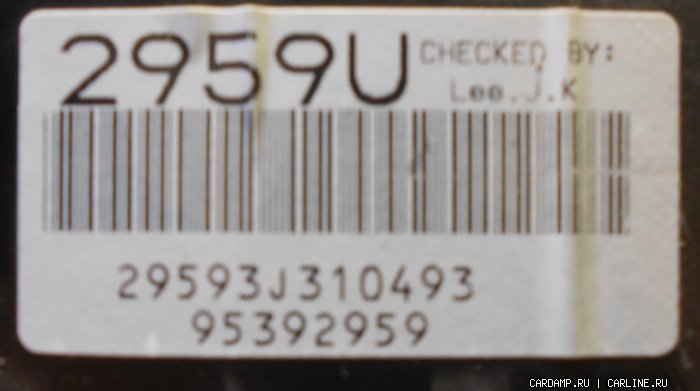 2959U
CHECKED BY:
Lee.J.K
29593J310493
95392959
CARDAMP.RU | CARLINE.RU